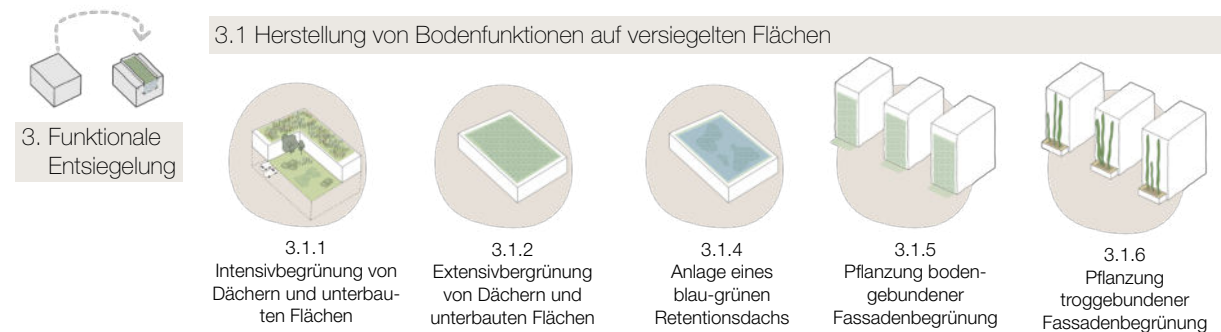 3.1 Herstellung von Bodenfunktionen auf versiegelten Flächen
3. Funktionale
Entsiegelung
3.1.1
Intensivbegrünung von
Dächern und unterbau-
ten Flächen
3.1.2
Extensivbergrünung
von Dächern und
unterbauten Flächen
3.1.4
Anlage eines
blau-grünen
Retentionsdachs
3.1.5
Pflanzung boden-
gebundener
Fassadenbegrünung
3.1.6
Pflanzung
troggebundener
Fassadenbegrünung